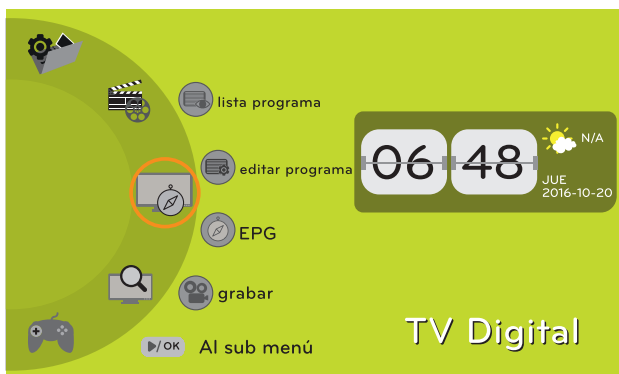 lista programa
editar programa
EPG
grabar
▶/OK Al sub menú
06 48
N/A
JUE
2016-10-20
TV Digital